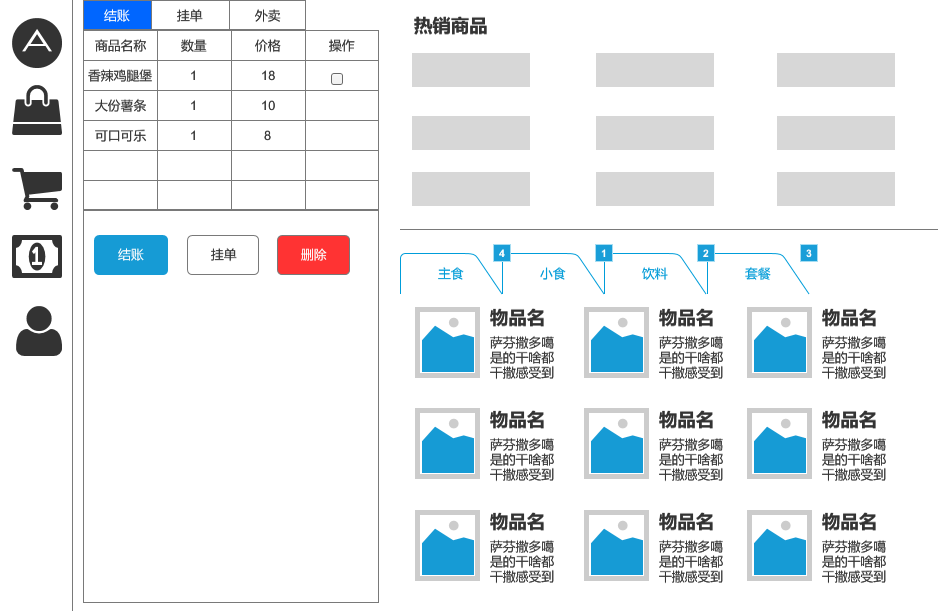 结账 挂单 外卖
商品名称 数量 价格 操作
香辣鸡腿堡 1 18
大份薯条 1 10
可口可乐 1 8
结账 挂单 删除
1
热销商品
4 1 2 3
主食 小食 饮料 套餐
物品名 物品名 物品名
萨芬撒多噶 萨芬撒多噶 萨芬撒多噶
是的干啥都 是的干啥都 是的干啥都
干撒感受到 干撒感受到 干撒感受到
物品名 物品名 物品名
萨芬撒多噶 萨芬撒多噶 萨芬撒多噶
是的干啥都 是的干啥都 是的干啥都
干撒感受到 干撒感受到 干撒感受到
物品名 物品名 物品名
萨芬撒多噶 萨芬撒多噶 萨芬撒多噶
是的干啥都 是的干啥都 是的干啥都
干撒感受到 干撒感受到 干撒感受到